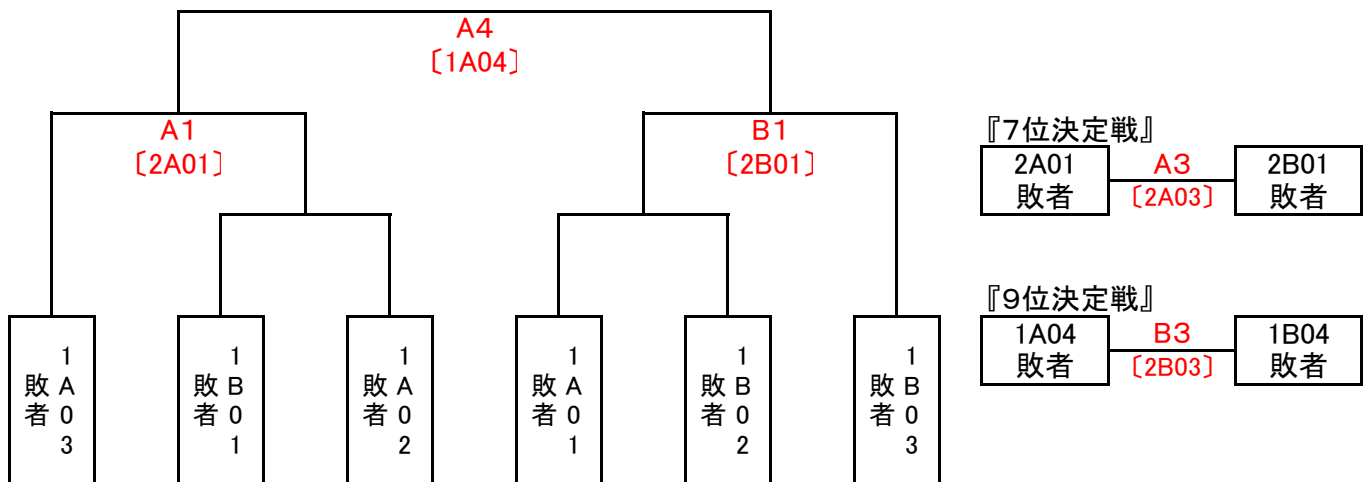 A4
〔1A04〕
A1
〔2A01〕
B1
〔2B01〕
1A03
敗者
1B01
敗者
1A02
敗者
1A01
敗者
1B02
敗者
1B03
敗者
『7位決定戦』
2A01
敗者
A3
〔2A03〕
2B01
敗者
『9位決定戦』
1A04
敗者
B3
〔2B03〕
1B04
敗者